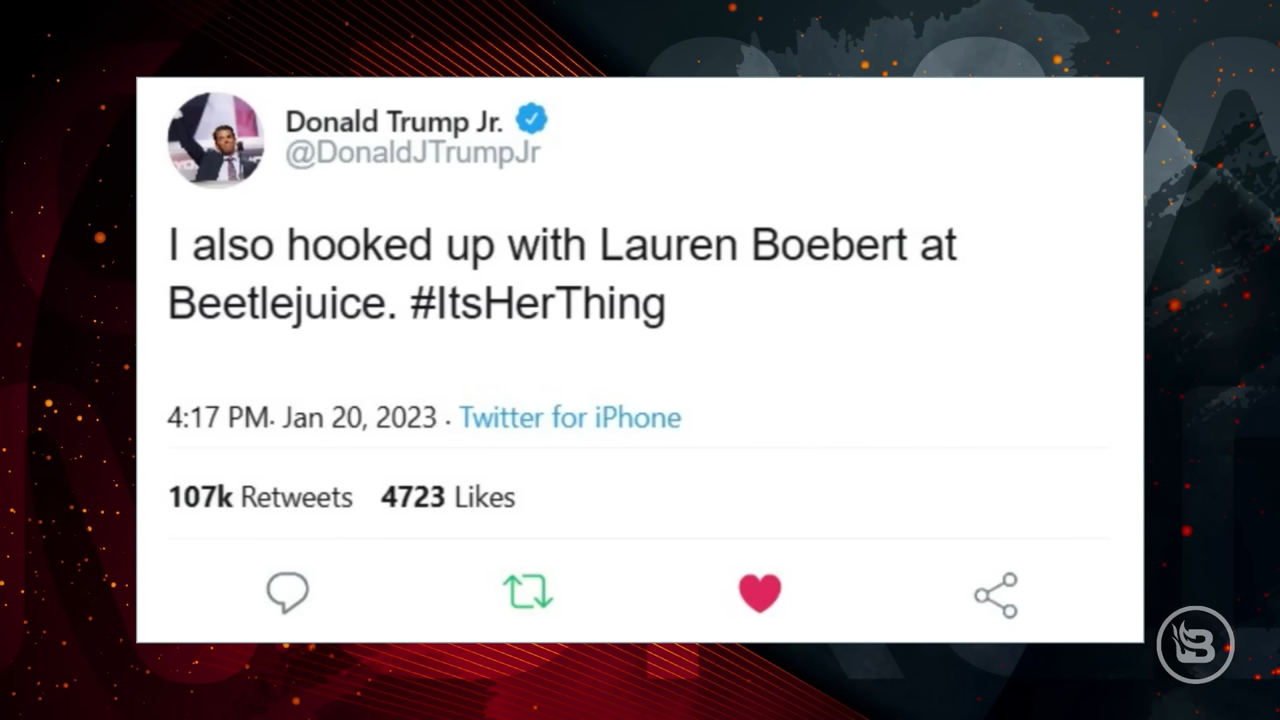 Donald Trump Jr.
@DonaldJTrumpJr
I also hooked up with Lauren Boebert at
Beetlejuice. #ItsHerThing
4:17 PM· Jan 20, 2023 · Twitter for iPhone
107k Retweets 4723 Likes
B